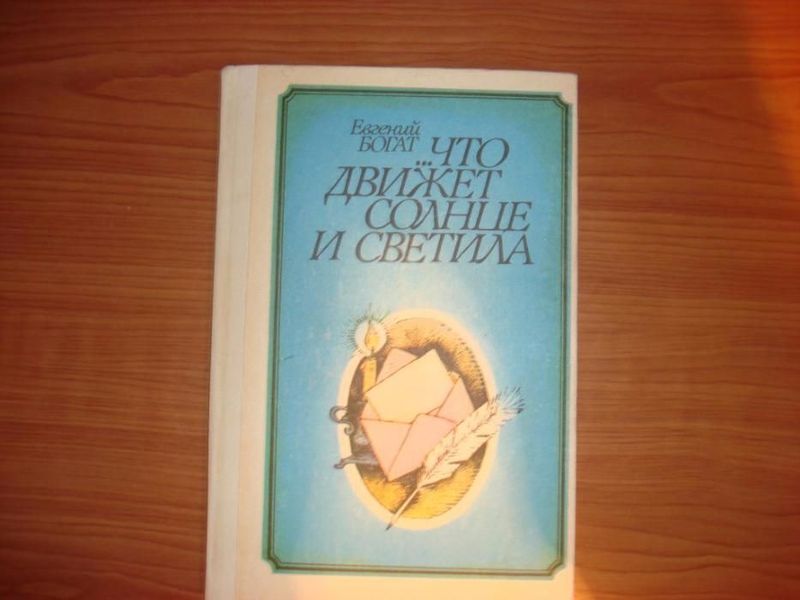 Евгений
БОГАТ
...ЧТО
ДВИЖЕТ
СОЛНЦЕ
И СВЕТИЛА